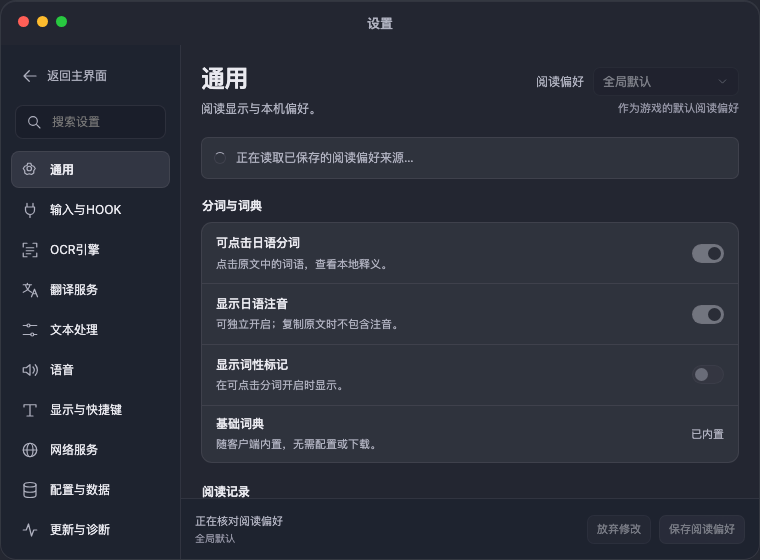 设置
返回主界面
搜索设置
通用
输入与HOOK
OCR引擎
翻译服务
文本处理
语音
显示与快捷键
网络服务
配置与数据
更新与诊断
通用
阅读显示与本机偏好。
阅读偏好
全局默认
作为游戏的默认阅读偏好
正在读取已保存的阅读偏好来源...
分词与词典
可点击日语分词
点击原文中的词语，查看本地释义。
显示日语注音
可独立开启；复制原文时不包含注音。
显示词性标记
在可点击分词开启时显示。
基础词典
随客户端内置，无需配置或下载。
已内置
阅读记录
正在核对阅读偏好
全局默认
放弃修改
保存阅读偏好